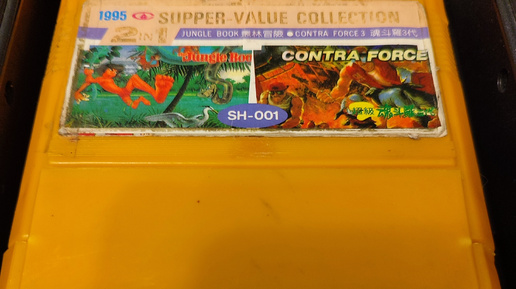 1995 SUPPER-VALUE COLLECTION
2 IN 1 JUNGLE BOOK 叢林冒險 ● CONTRA FORCE 3 魂斗羅3代
Jungle Boo
CONTRA FORCE
SH-001